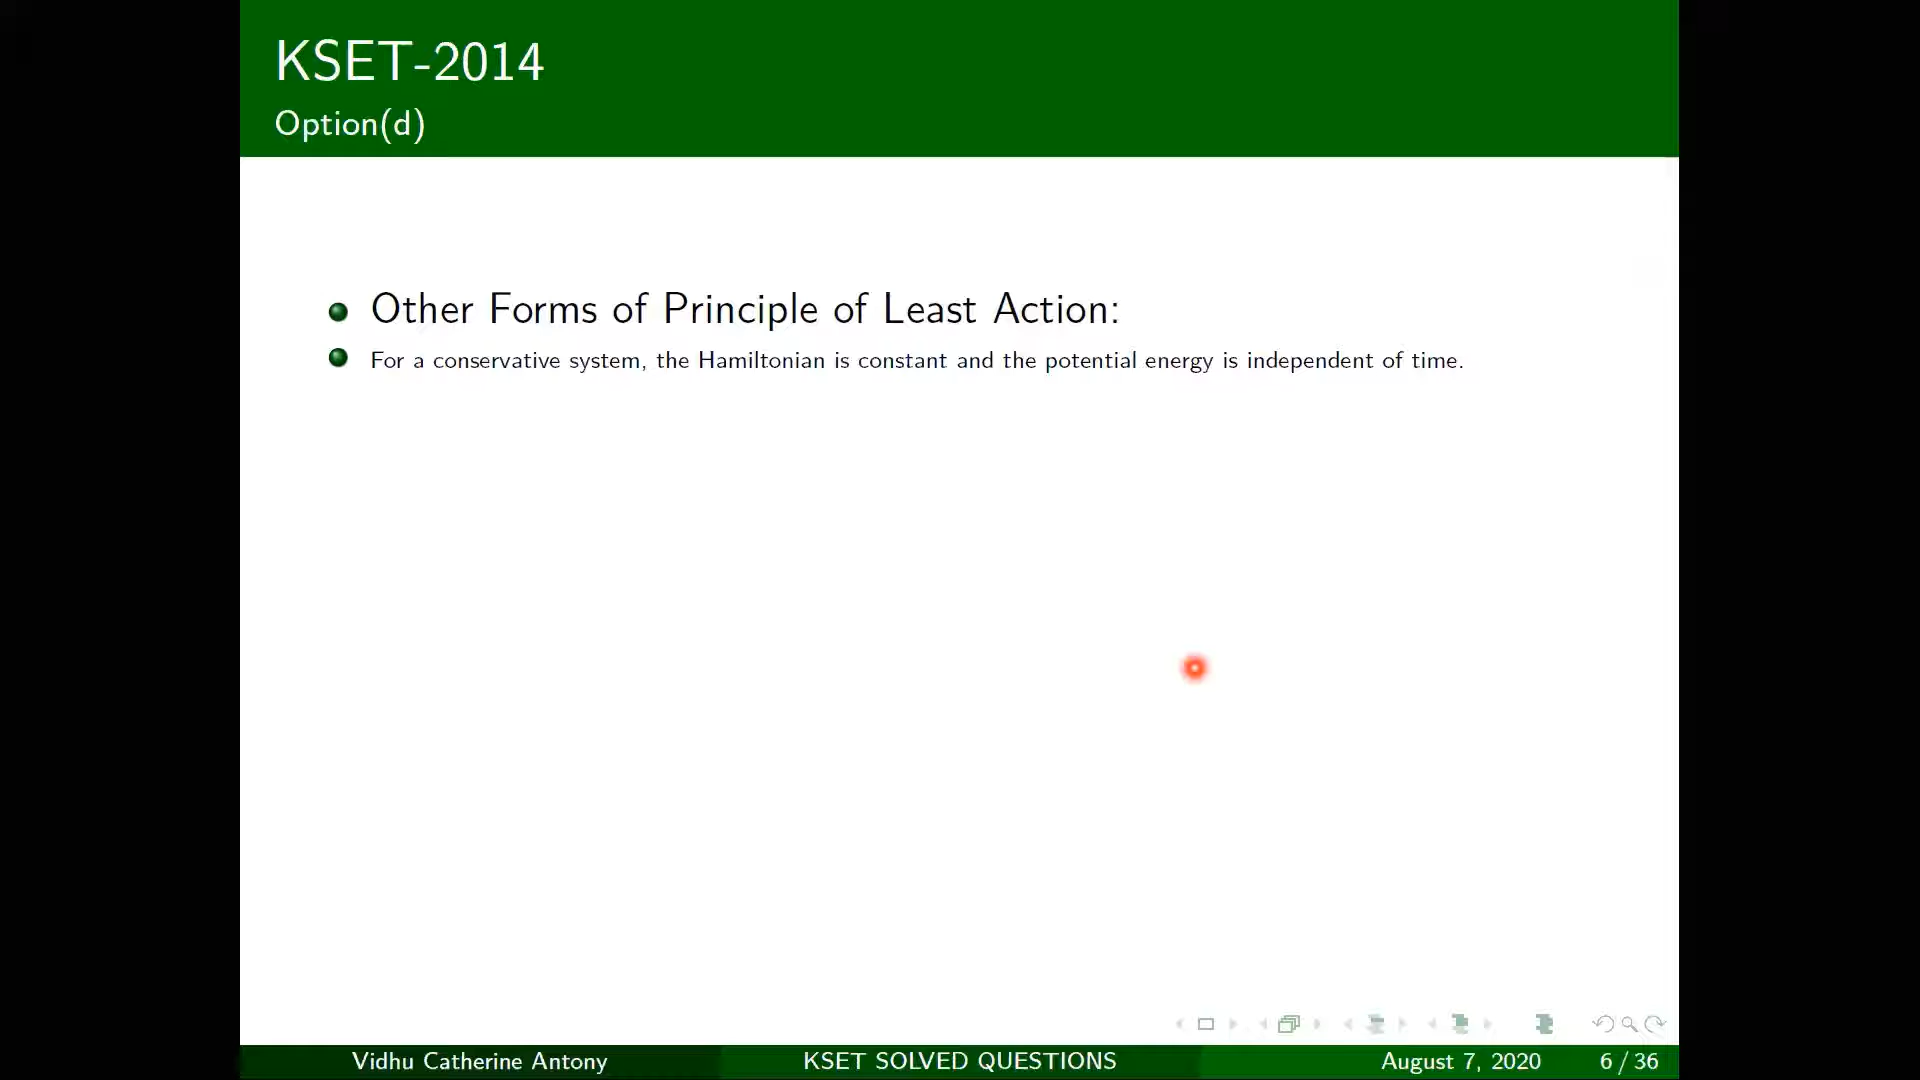 KSET-2014
Option(d)
Other Forms of Principle of Least Action:
For a conservative system, the Hamiltonian is constant and the potential energy is independent of time.
Vidhu Catherine Antony
KSET SOLVED QUESTIONS
August 7, 2020
6 / 36